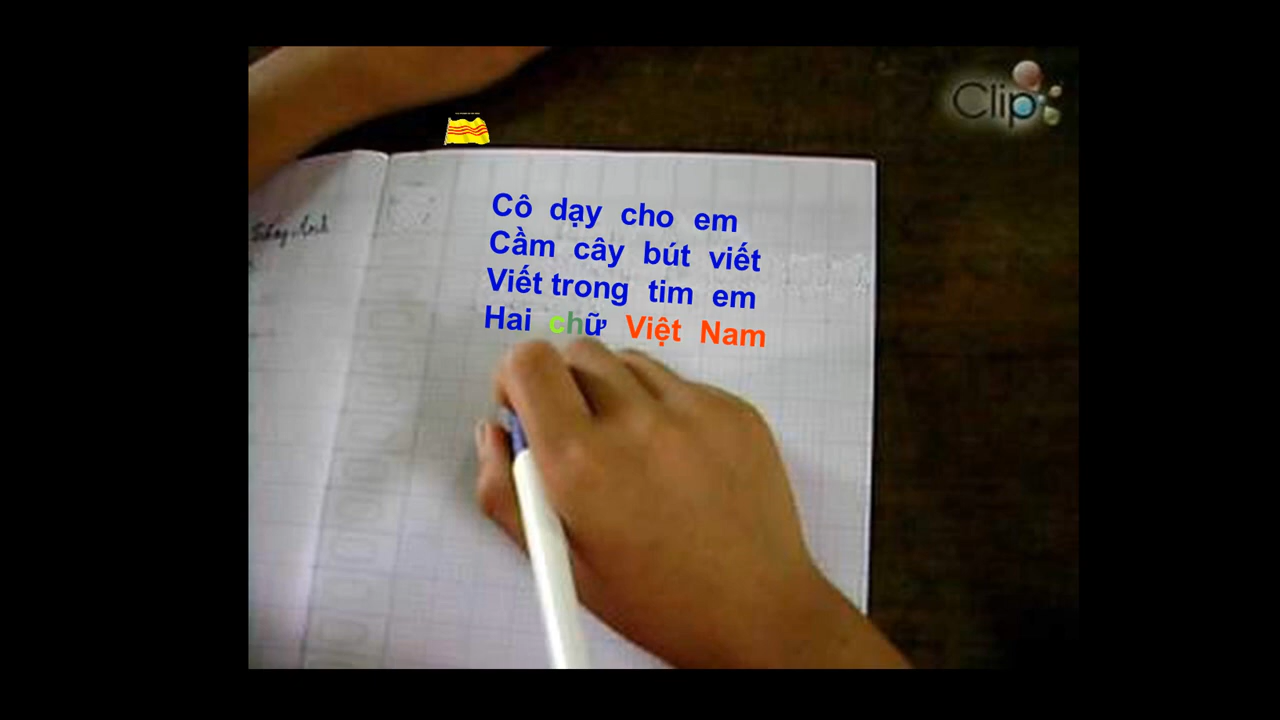 Clip
Cô dạy cho em
Cầm cây bút viết
Viết trong tim em
Hai chữ Việt Nam